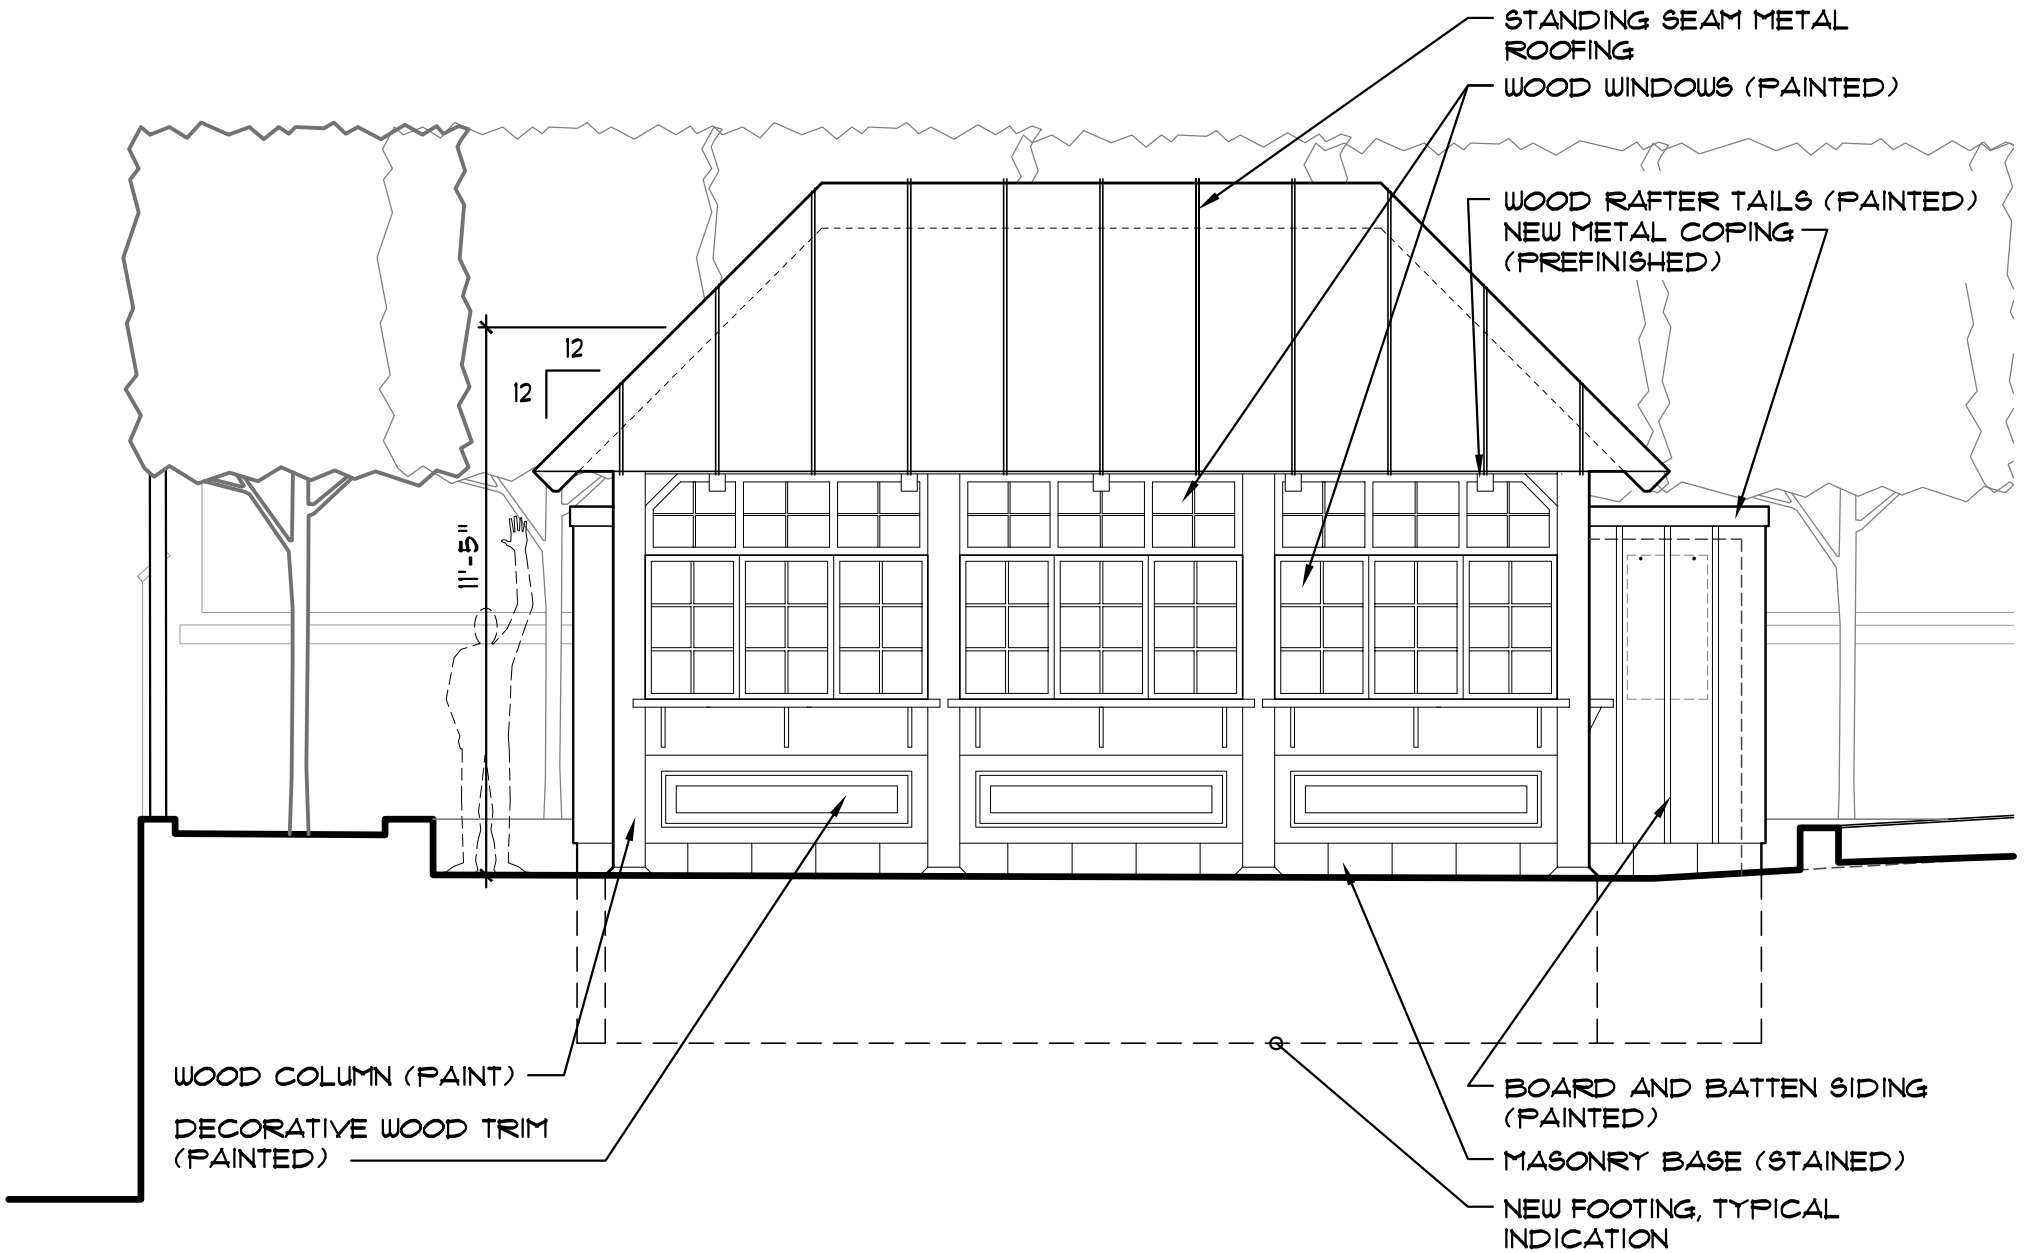 STANDING SEAM METAL
ROOFING
WOOD WINDOWS (PAINTED)
WOOD RAFTER TAILS (PAINTED)
NEW METAL COPING
(PREFINISHED)
12
12
11'-5"
WOOD COLUMN (PAINT)
DECORATIVE WOOD TRIM
(PAINTED)
BOARD AND BATTEN SIDING
(PAINTED)
MASONRY BASE (STAINED)
NEW FOOTING, TYPICAL
INDICATION